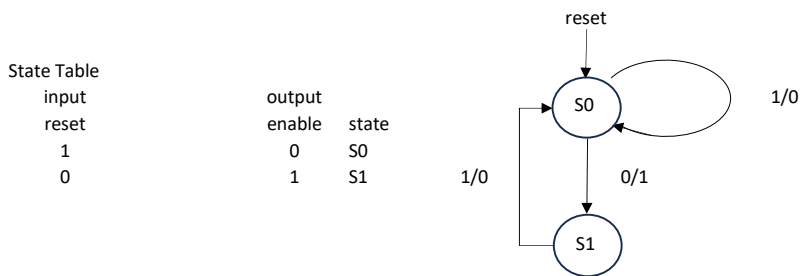 reset
State Table
input output
reset enable state
1 0 S0
0 1 S1
S0
1/0
1/0
0/1
S1